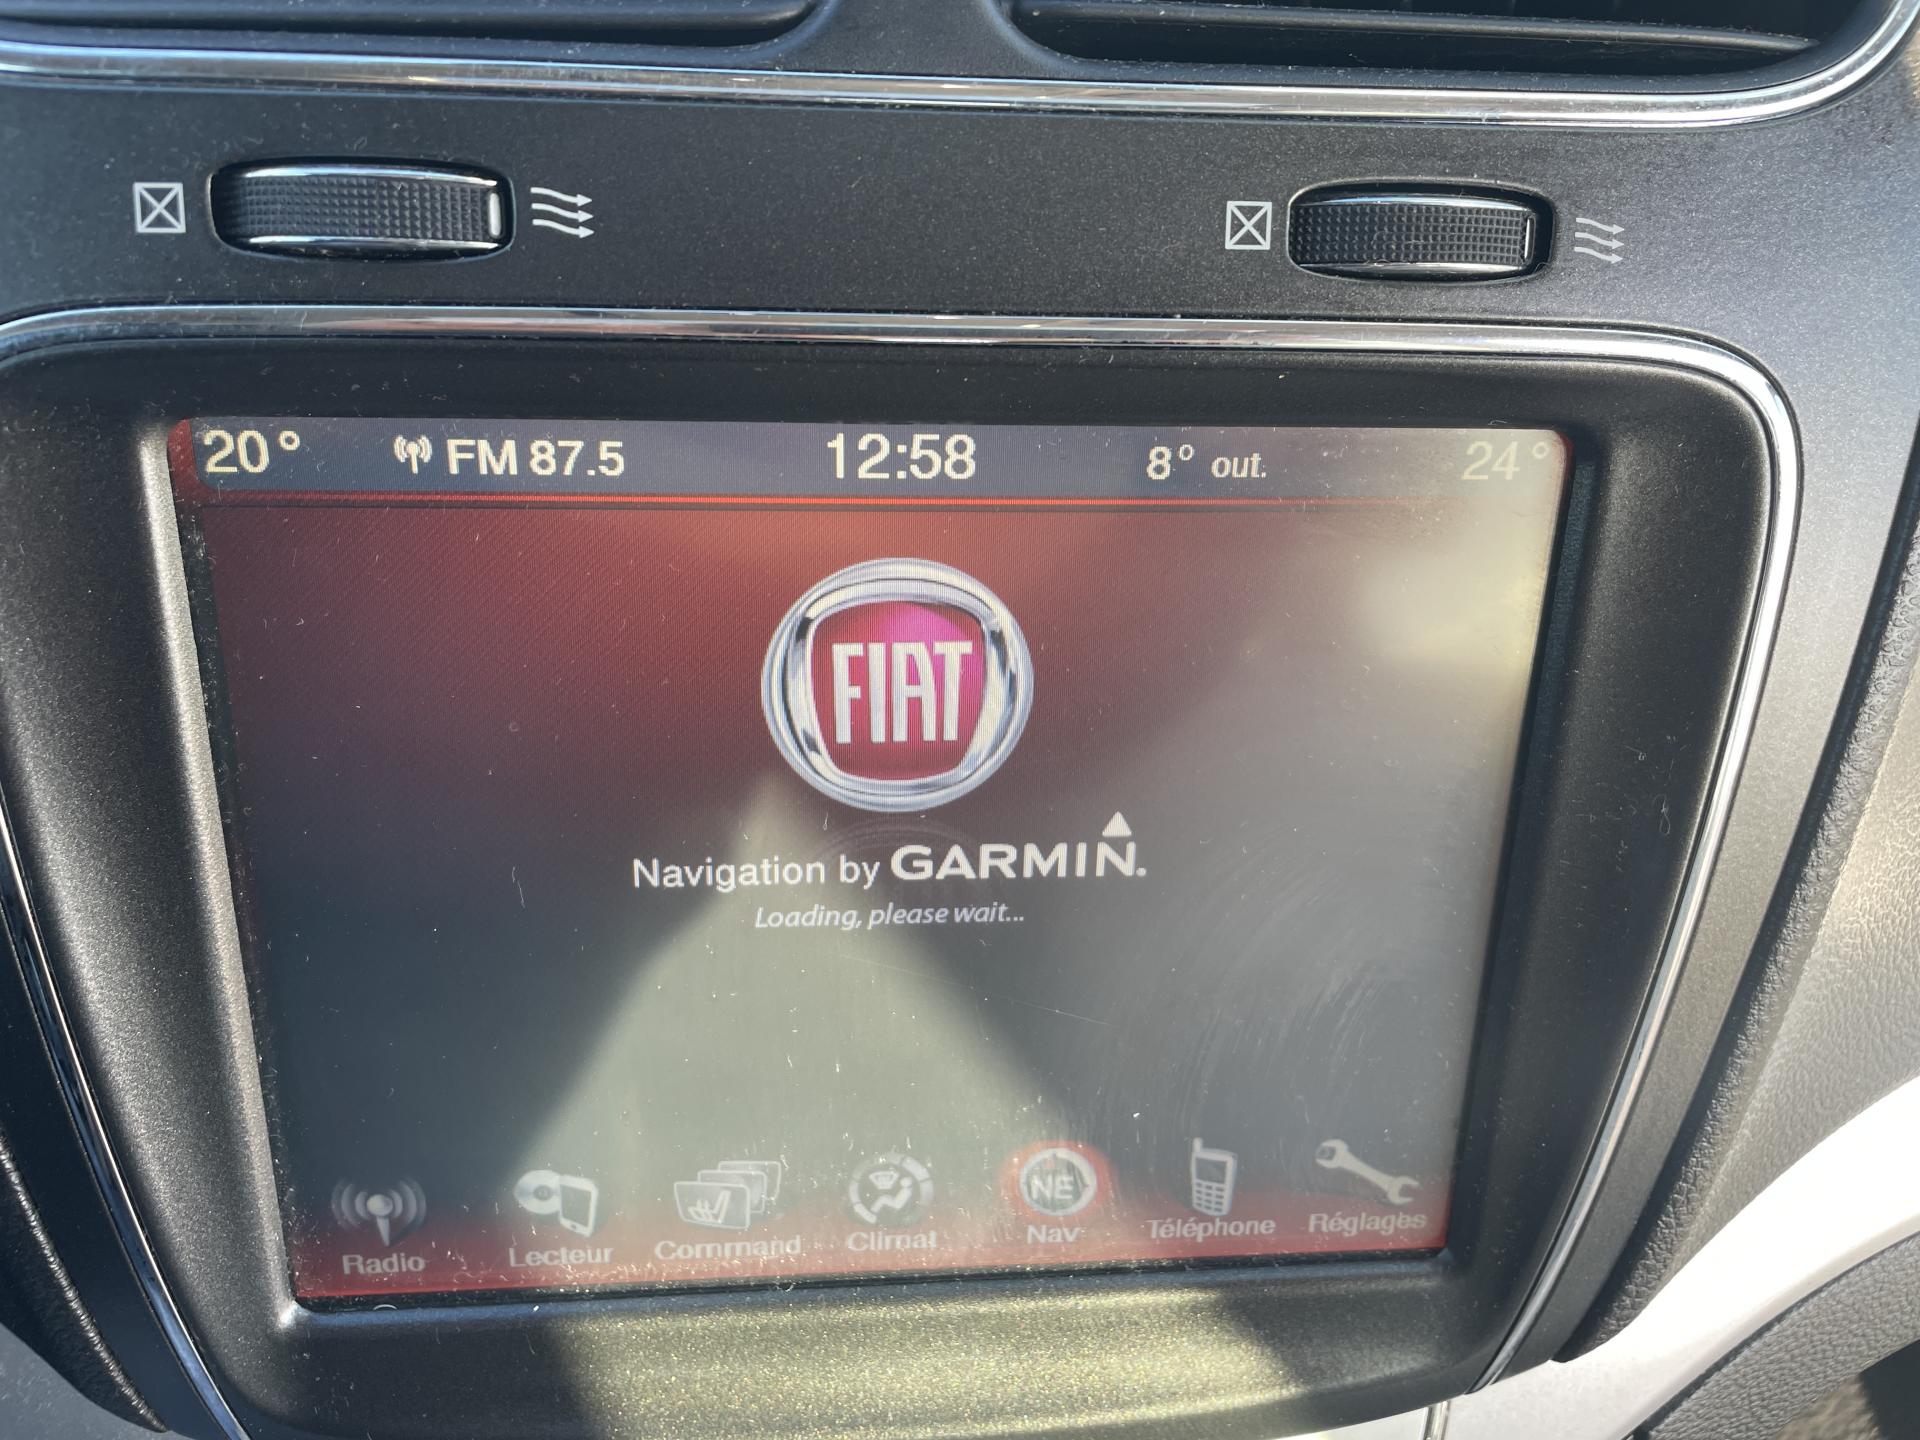 20° FM 87.5 12:58 8° out. 24°
FIAT
Navigation by GARMIN.
Loading, please wait...
NE
Radio Lecteur Command Climat Nav Téléphone Réglages